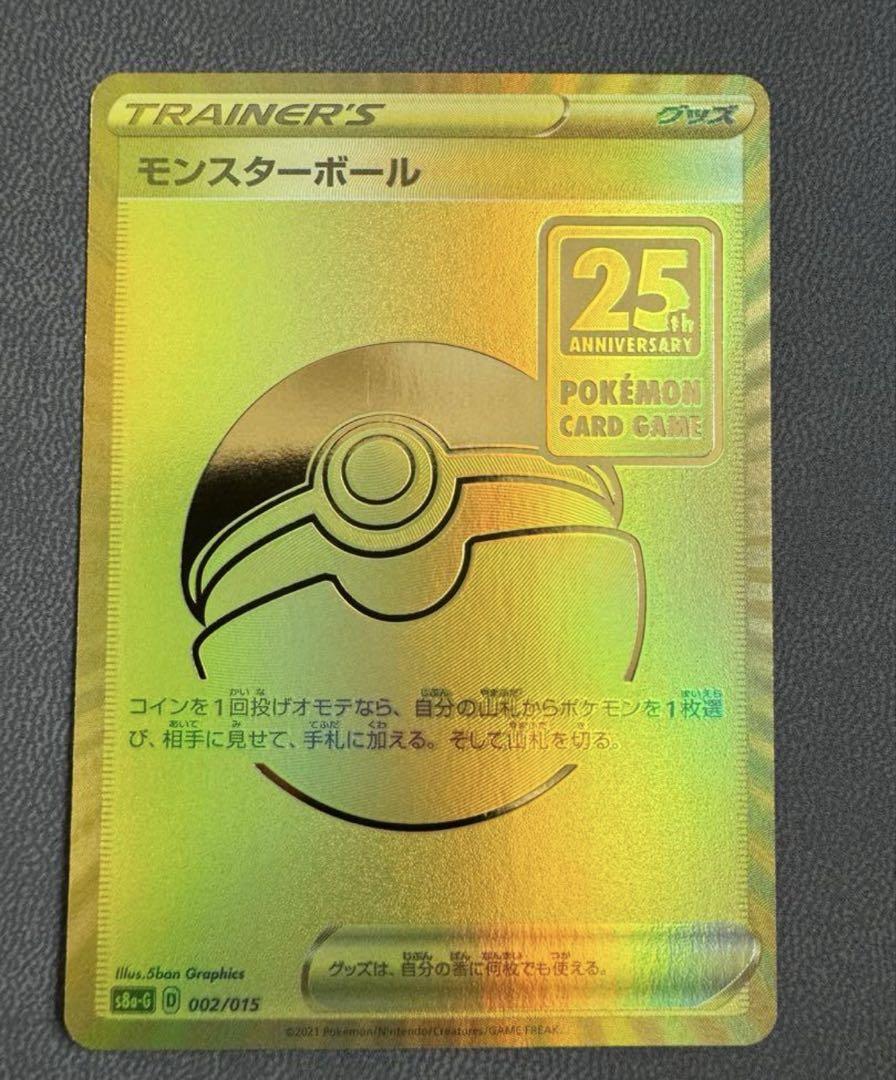 TRAINER'S グッズ
モンスターボール
25th
ANNIVERSARY
POKÉMON
CARD GAME
コインを1回投げオモテなら、自分の山札からポケモンを1枚選
び、相手に見せて、手札に加える。そして山札を切る。
グッズは、自分の番に何枚でも使える。
Illus.5ban Graphics
s8a-G D 002/015
©2021 Pokémon/Nintendo/Creatures/GAME FREAK.